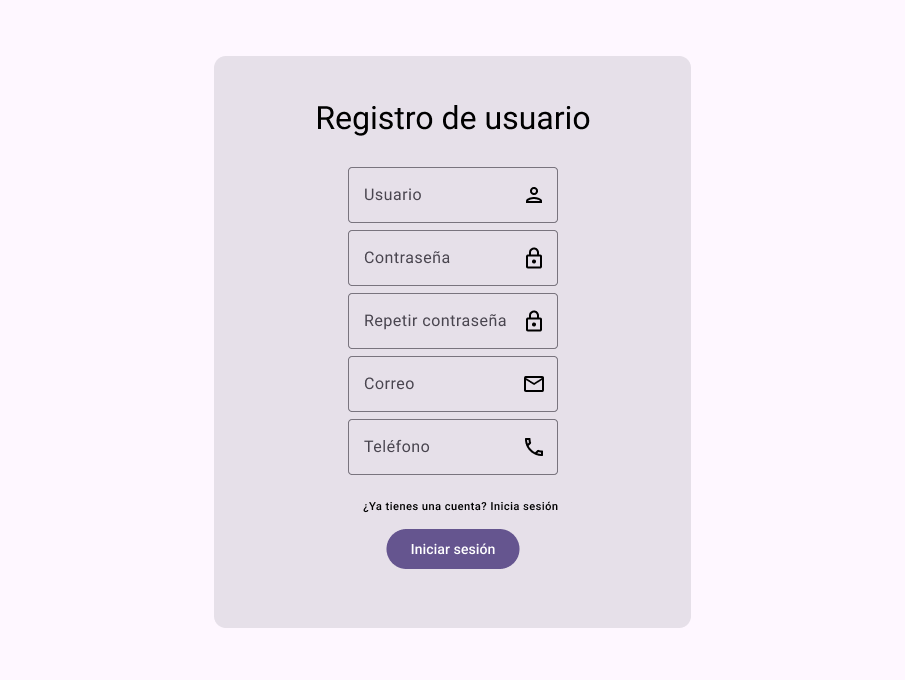 Registro de usuario
Usuario
Contraseña
Repetir contraseña
Correo
Teléfono
¿Ya tienes una cuenta? Inicia sesión
Iniciar sesión